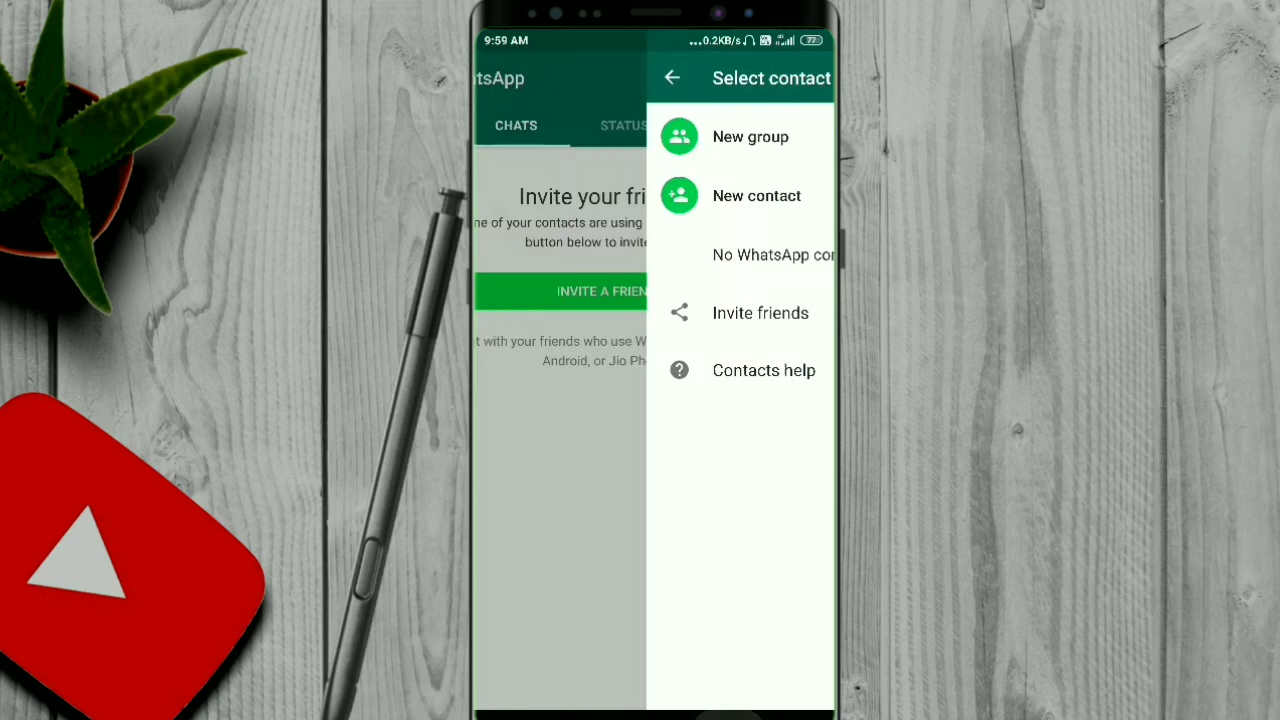 9:59 AM
...0.2KB/s
77
tsApp
CHATS
STATUS
Invite your fri
ne of your contacts are using
button below to invite
INVITE A FRIEN
t with your friends who use W
Android, or Jio Ph
Select contact
New group
New contact
No WhatsApp con
Invite friends
Contacts help